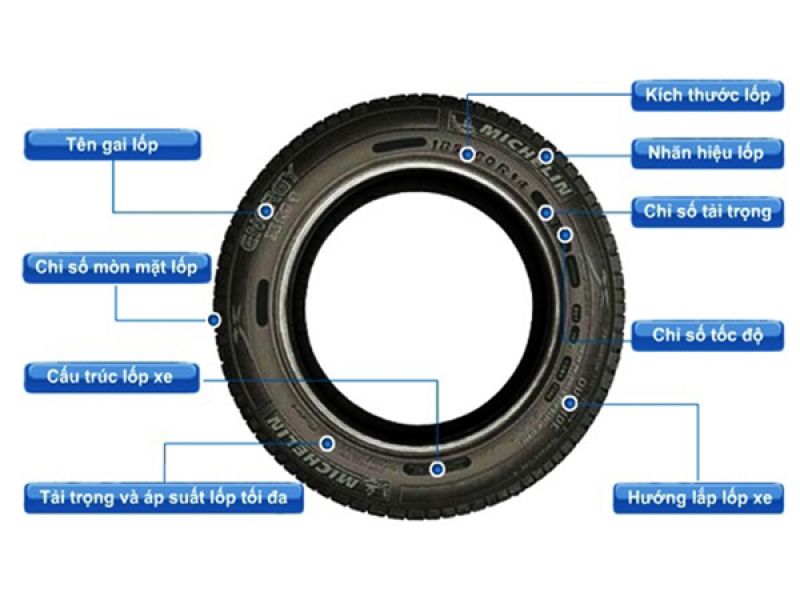 Kích thước lốp
Tên gai lốp
Nhãn hiệu lốp
Chỉ số tải trọng
Chỉ số mòn mặt lốp
Chỉ số tốc độ
Cấu trúc lốp xe
Tải trọng và áp suất lốp tối đa
Hướng lắp lốp xe
MICHELIN
ENERGY
MICHELIN